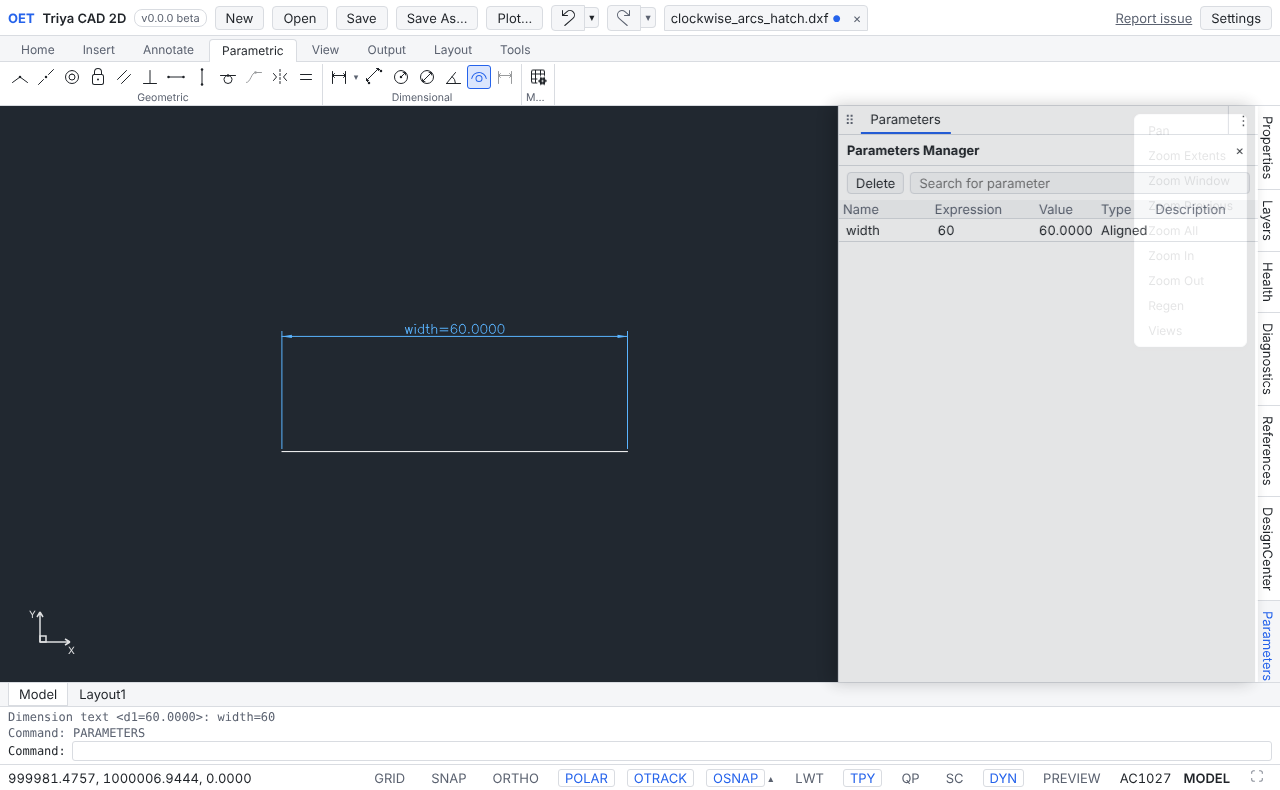 OET Triya CAD 2D v0.0.0 beta New Open Save Save As... Plot... clockwise_arcs_hatch.dxf × Report issue Settings
Home Insert Annotate Parametric View Output Layout Tools
Geometric Dimensional M...
Parameters
Parameters Manager ×
Delete Search for parameter
Name Expression Value Type Description
width 60 60.0000 Aligned
Pan
Zoom Extents
Zoom Window
Zoom Previous
Zoom All
Zoom In
Zoom Out
Regen
Views
Properties
Layers
Health
Diagnostics
References
DesignCenter
Parameters
width=60.0000
Y
X
Model Layout1
Dimension text <d1=60.0000>: width=60
Command: PARAMETERS
Command:
999981.4757, 1000006.9444, 0.0000 GRID SNAP ORTHO POLAR OTRACK OSNAP LWT TPY QP SC DYN PREVIEW AC1027 MODEL